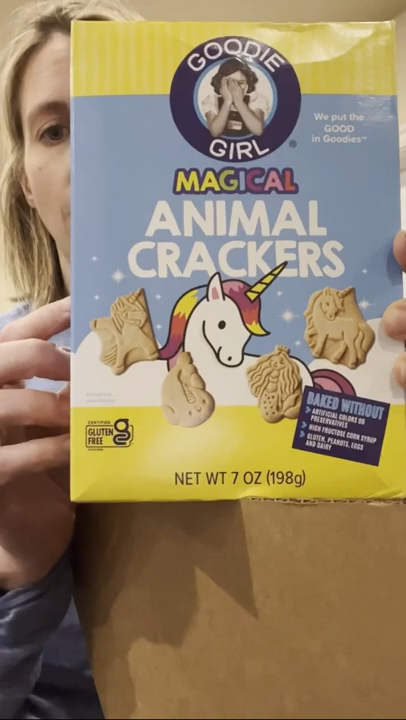 GOODIE
GIRL
®
We put the
GOOD
in Goodies™
MAGICAL
ANIMAL
CRACKERS
BAKED WITHOUT
ARTIFICIAL COLORS OR
PRESERVATIVES
HIGH FRUCTOSE CORN SYRUP
GLUTEN, PEANUTS, EGGS
AND DAIRY
CERTIFIED
GLUTEN
FREE
NET WT 7 OZ (198g)